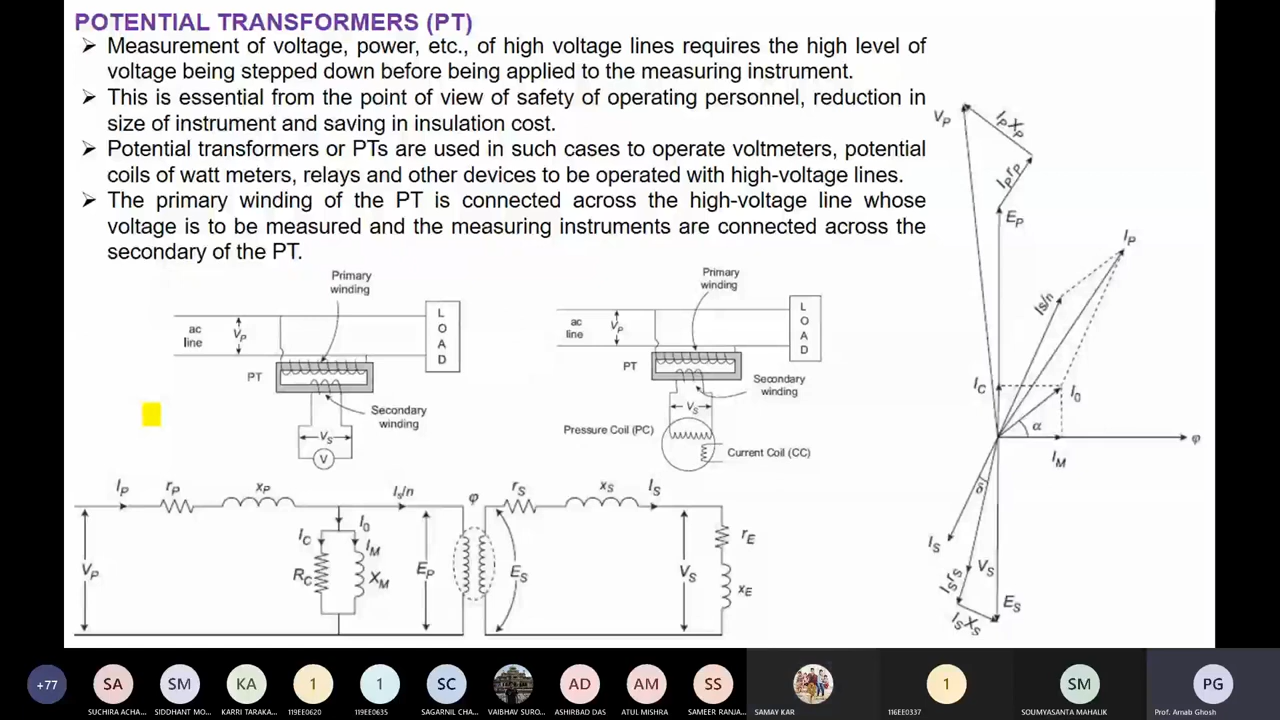 POTENTIAL TRANSFORMERS (PT)
➢ Measurement of voltage, power, etc., of high voltage lines requires the high level of
voltage being stepped down before being applied to the measuring instrument.
➢ This is essential from the point of view of safety of operating personnel, reduction in
size of instrument and saving in insulation cost.
➢ Potential transformers or PTs are used in such cases to operate voltmeters, potential
coils of watt meters, relays and other devices to be operated with high-voltage lines.
➢ The primary winding of the PT is connected across the high-voltage line whose
voltage is to be measured and the measuring instruments are connected across the
secondary of the PT.
Primary
winding
ac
line
VP
L
O
A
D
PT
Secondary
winding
VS
V
Primary
winding
ac
line
VP
L
O
A
D
PT
Secondary
winding
VS
Pressure Coil (PC)
Current Coil (CC)
IP
rP
xP
IS/n
φ
rS
xS
IS
I0
IC
IM
RC
XM
VP
EP
ES
VS
rE
xE
VP
IPXP
IPrP
EP
IP
IS/n
IC
I0
α
φ
IM
δ
IS
VS
ISrS
ES
ISXS
+77
SA
SM
KA
1
1
SC
AD
AM
SS
1
SM
PG
SUCHIRA ACHA...
SIDDHANT MO...
KARRI TARAKA...
119EE0620
119EE0635
SAGARNIL CHA...
VAIBHAV SURO...
ASHIRBAD DAS
ATUL MISHRA
SAMEER RANJA...
SAMAY KAR
116EE0337
SOUMYASANTA MAHALIK
Prof. Arnab Ghosh